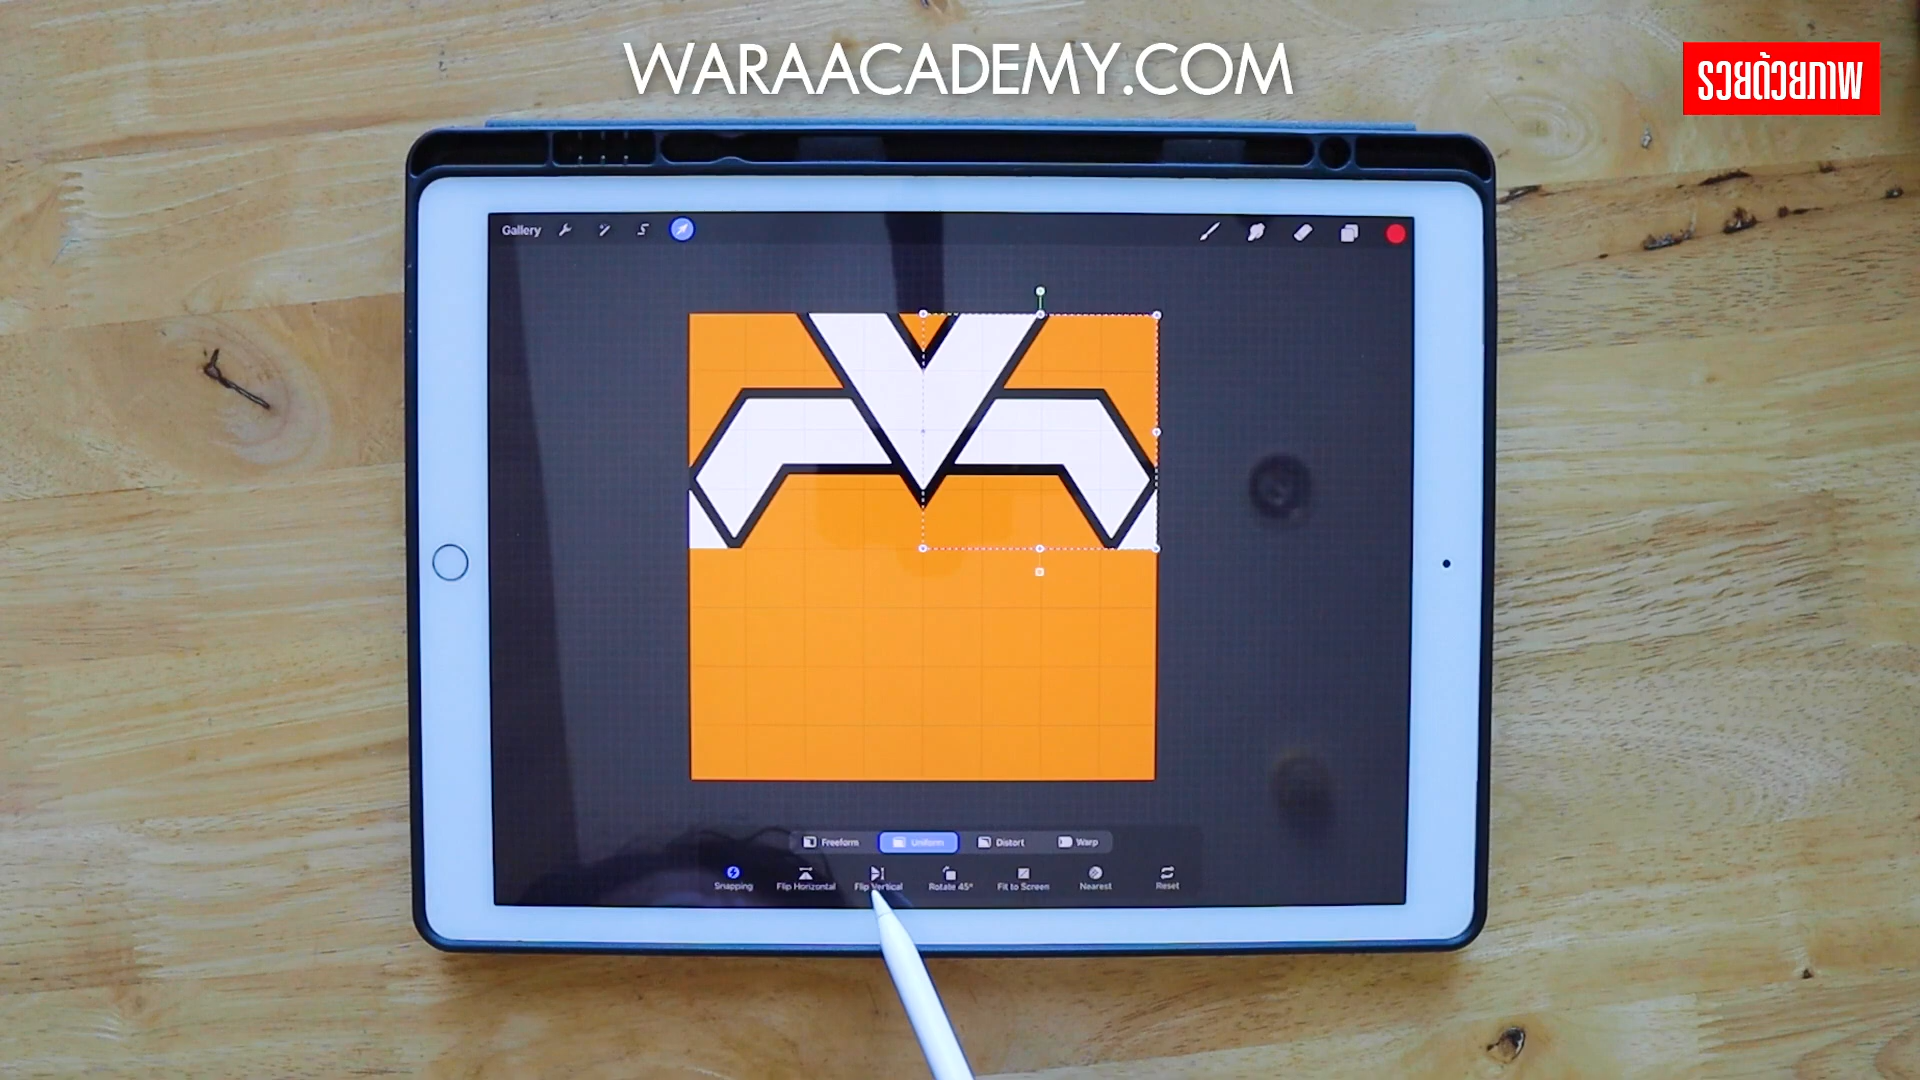 WARAACADEMY.COM
รวยด้วยภาพ
Gallery
Freeform
Uniform
Distort
Warp
Snapping
Flip Horizontal
Flip Vertical
Rotate 45°
Fit to Screen
Nearest
Reset